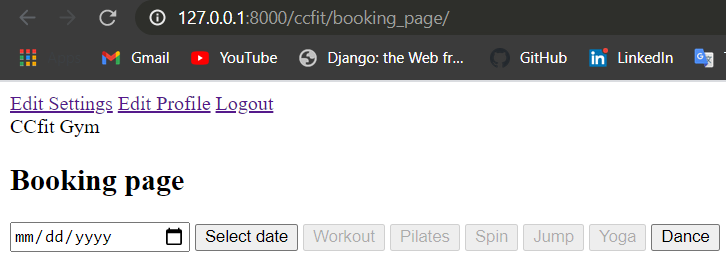 127.0.0.1:8000/ccfit/booking_page/
Gmail YouTube Django: the Web fr... GitHub in LinkedIn
Edit Settings Edit Profile Logout
CCfit Gym
Booking page
mm/dd/yyyy Select date Workout Pilates Spin Jump Yoga Dance